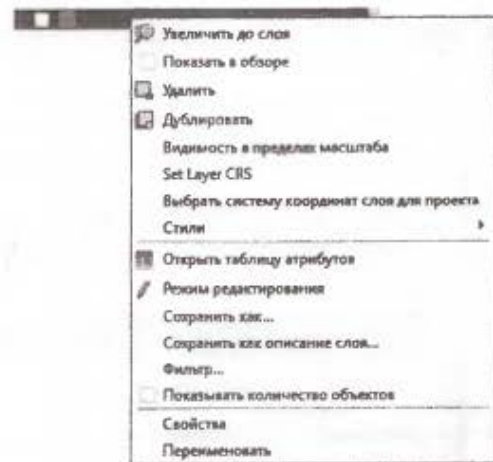 Увеличить до слоя
Показать в обзоре
Удалить
Дублировать
Видимость в пределах масштаба
Set Layer CRS
Выбрать систему координат слоя для проекта
Стили
Открыть таблицу атрибутов
Режим редактирования
Сохранить как...
Сохранить как описание слоя...
Фильтр...
Показывать количество объектов
Свойства
Переименовать